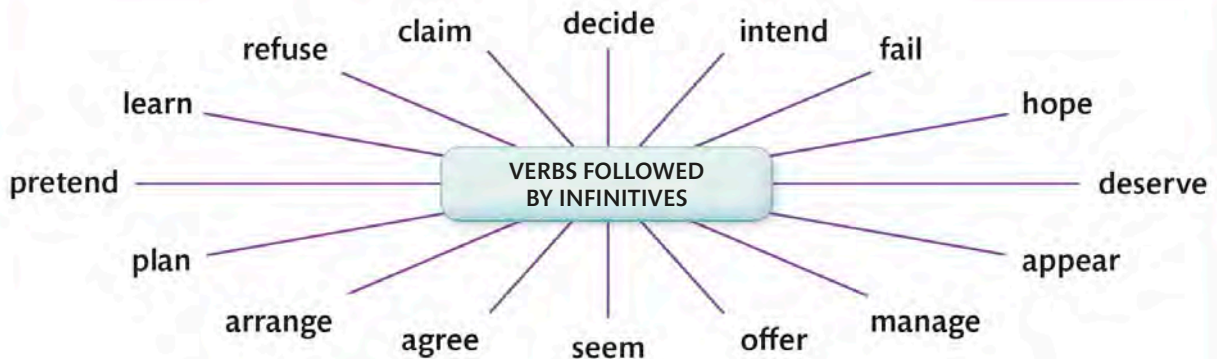 decide
claim
intend
refuse
fail
learn
hope
VERBS FOLLOWED
BY INFINITIVES
pretend
deserve
plan
appear
arrange
manage
agree
offer
seem